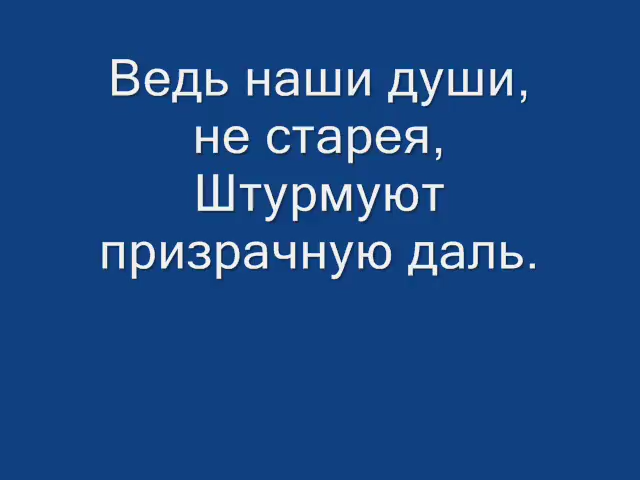 Ведь наши души,
не старея,
Штурмуют
призрачную даль.